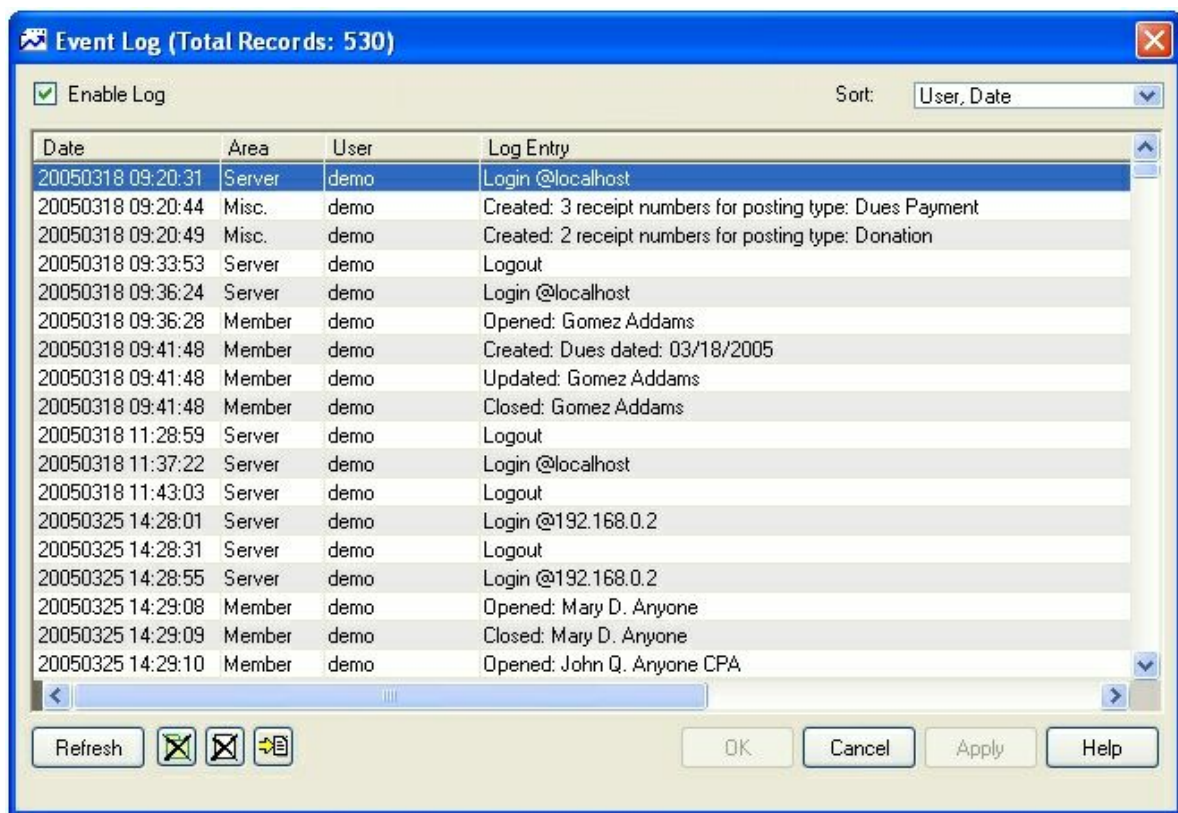 Event Log (Total Records: 530)
Enable Log Sort: User, Date
Date Area User Log Entry
20050318 09:20:31 Server demo Login @localhost
20050318 09:20:44 Misc. demo Created: 3 receipt numbers for posting type: Dues Payment
20050318 09:20:49 Misc. demo Created: 2 receipt numbers for posting type: Donation
20050318 09:33:53 Server demo Logout
20050318 09:36:24 Server demo Login @localhost
20050318 09:36:28 Member demo Opened: Gomez Addams
20050318 09:41:48 Member demo Created: Dues dated: 03/18/2005
20050318 09:41:48 Member demo Updated: Gomez Addams
20050318 09:41:48 Member demo Closed: Gomez Addams
20050318 11:28:59 Server demo Logout
20050318 11:37:22 Server demo Login @localhost
20050318 11:43:03 Server demo Logout
20050325 14:28:01 Server demo Login @192.168.0.2
20050325 14:28:31 Server demo Logout
20050325 14:28:55 Server demo Login @192.168.0.2
20050325 14:29:08 Member demo Opened: Mary D. Anyone
20050325 14:29:09 Member demo Closed: Mary D. Anyone
20050325 14:29:10 Member demo Opened: John Q. Anyone CPA
Refresh OK Cancel Apply Help